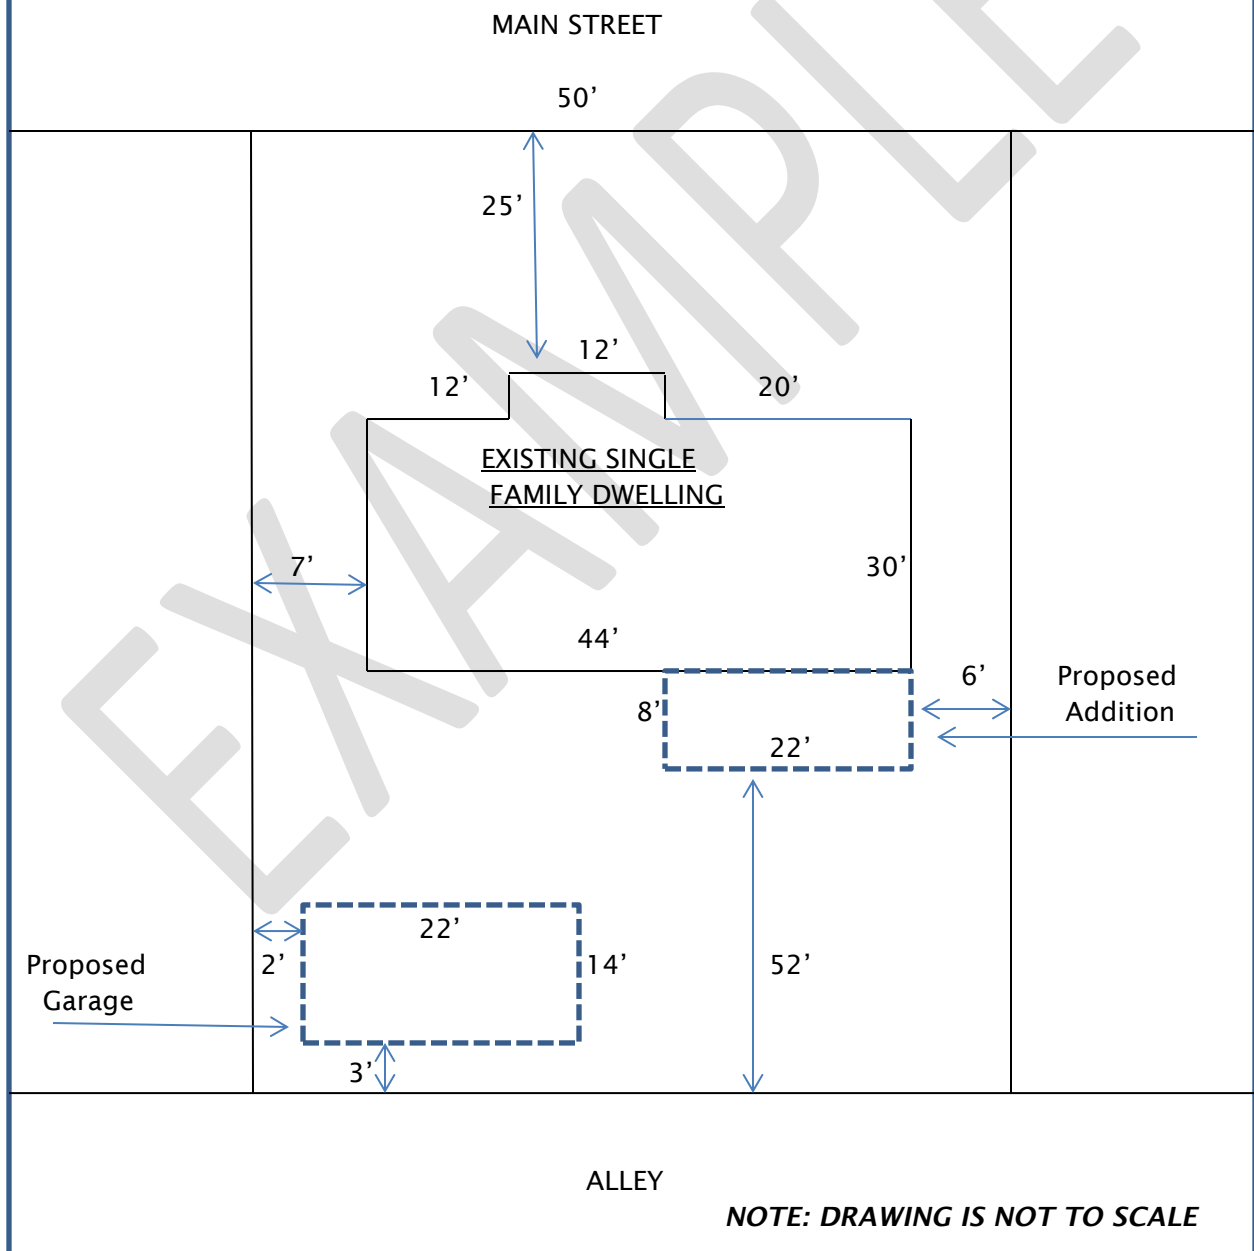 MAIN STREET
50’
25’
12’
12’
20’
EXISTING SINGLE
FAMILY DWELLING
7’
30’
44’
6’
Proposed
Addition
8’
22’
22’
Proposed
Garage
2’
14’
52’
3’
ALLEY
NOTE: DRAWING IS NOT TO SCALE
EXAMPLE